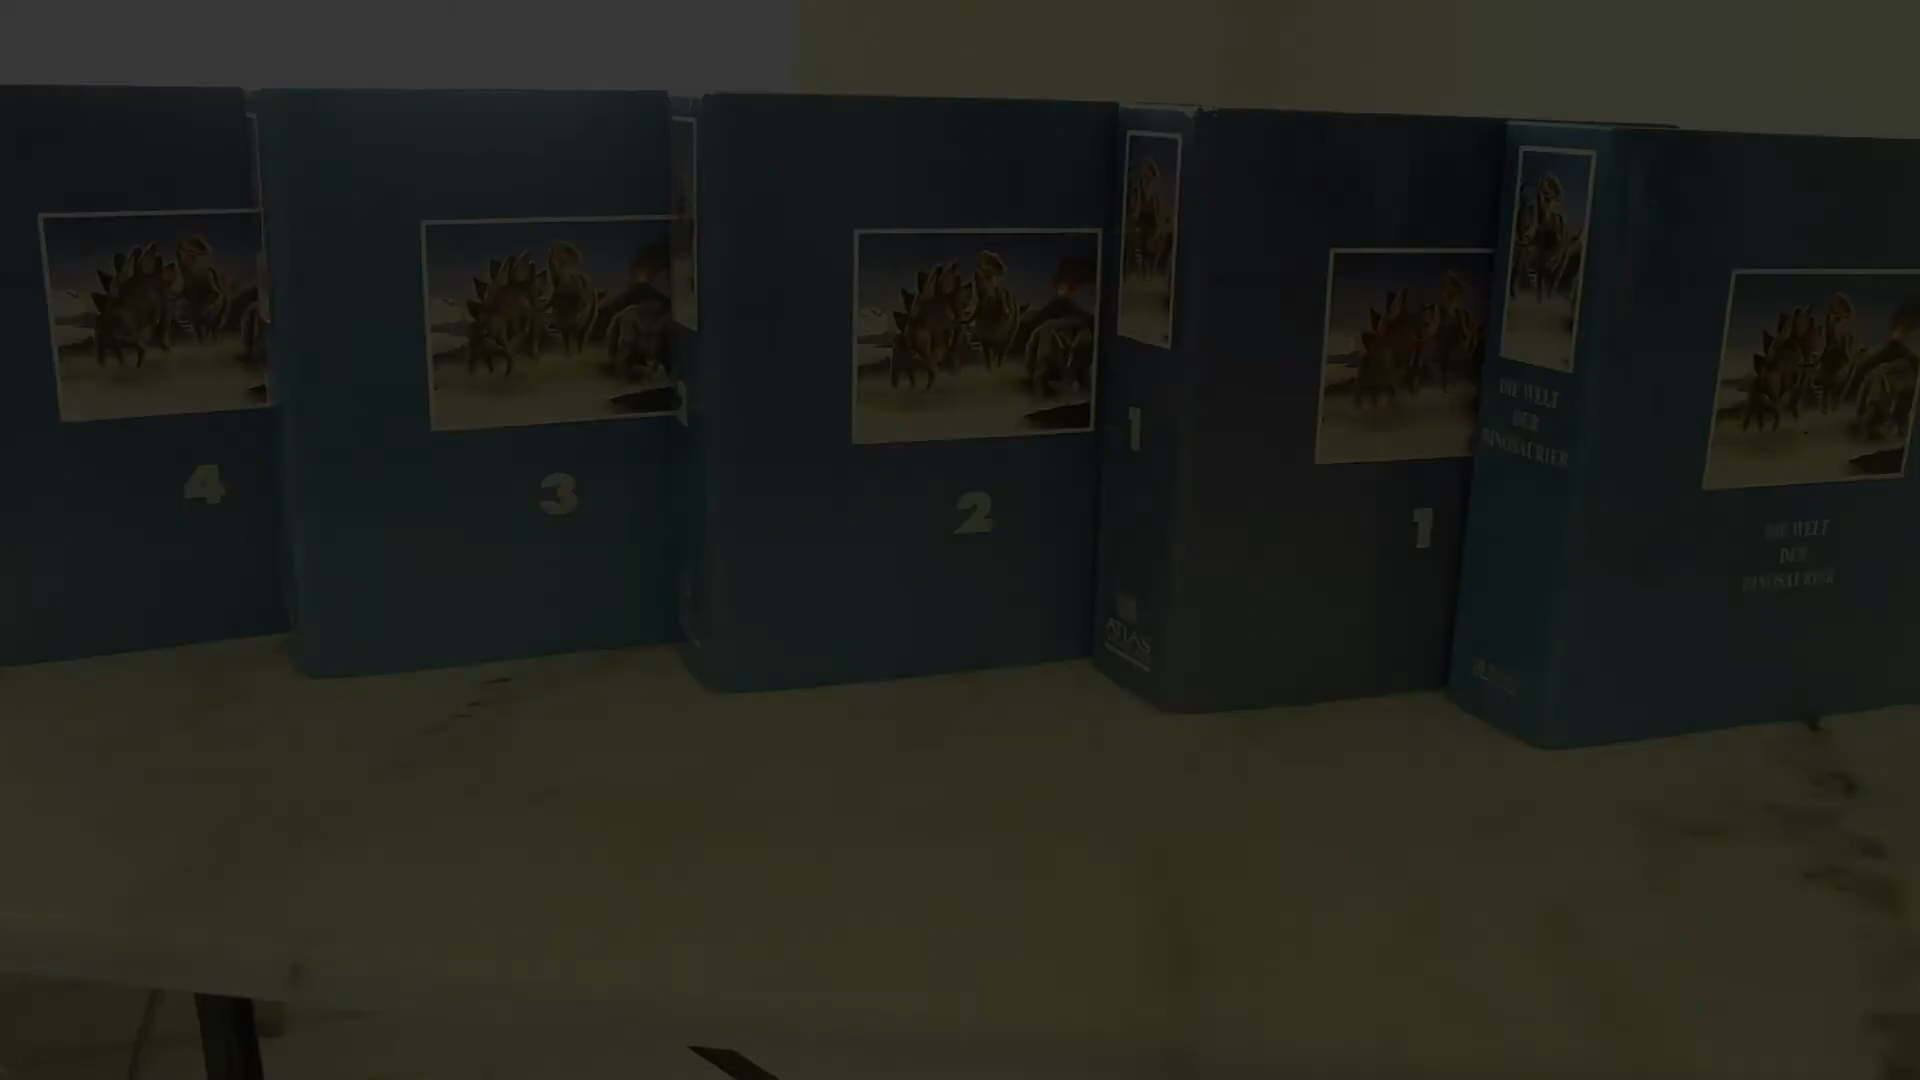 4
3
2
1
ATLAS
1
DIE WELT
DER
DINOSAURIER
DIE WELT
DER
DINOSAURIER